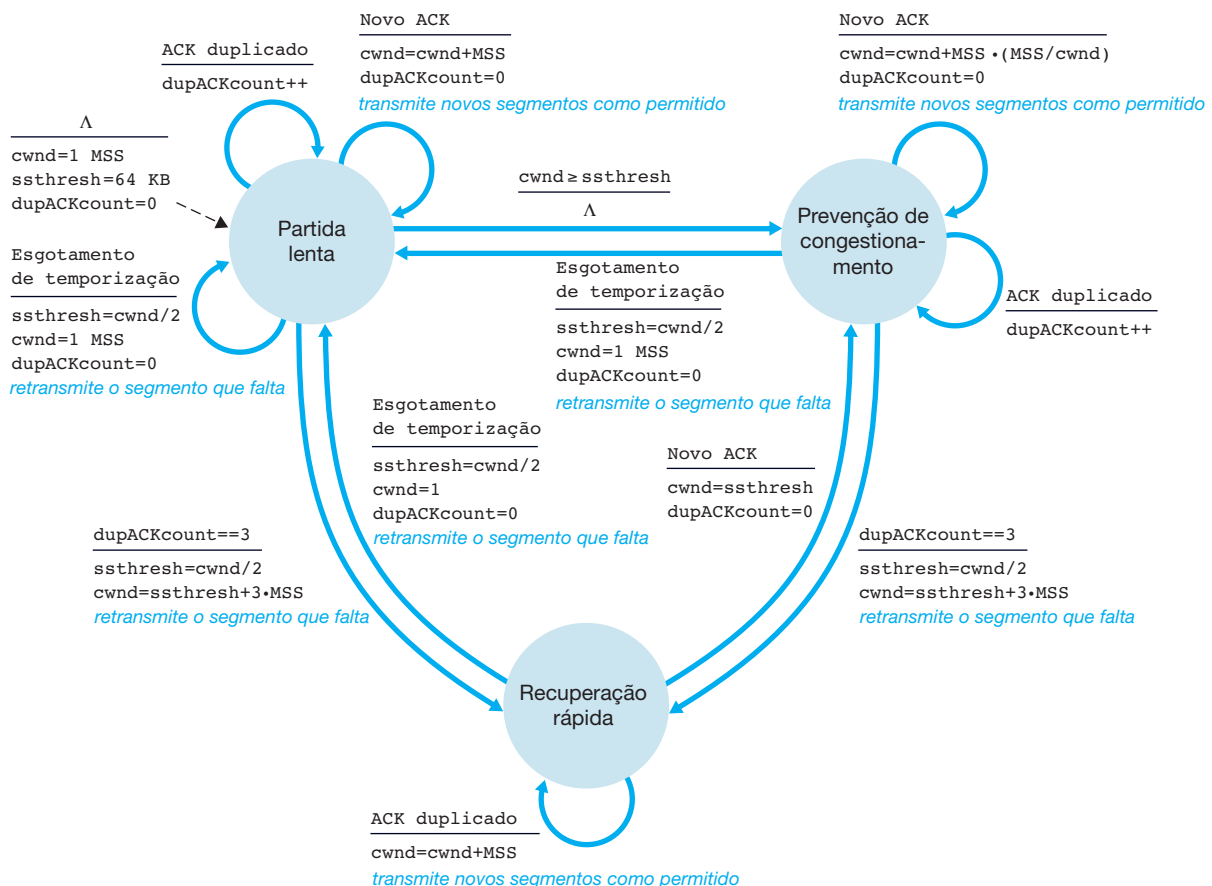 Novo ACK
cwnd=cwnd+MSS
dupACKcount=0
transmite novos segmentos como permitido
Novo ACK
cwnd=cwnd+MSS •(MSS/cwnd)
dupACKcount=0
transmite novos segmentos como permitido
ACK duplicado
dupACKcount++
Λ
cwnd=1 MSS
ssthresh=64 KB
dupACKcount=0
Partida
lenta
cwnd≥ssthresh
Λ
Prevenção de
congestiona-
mento
Esgotamento
de temporização
ssthresh=cwnd/2
cwnd=1 MSS
dupACKcount=0
retransmite o segmento que falta
Esgotamento
de temporização
ssthresh=cwnd/2
cwnd=1 MSS
dupACKcount=0
retransmite o segmento que falta
ACK duplicado
dupACKcount++
Esgotamento
de temporização
ssthresh=cwnd/2
cwnd=1
dupACKcount=0
retransmite o segmento que falta
Novo ACK
cwnd=ssthresh
dupACKcount=0
dupACKcount==3
ssthresh=cwnd/2
cwnd=ssthresh+3•MSS
retransmite o segmento que falta
dupACKcount==3
ssthresh=cwnd/2
cwnd=ssthresh+3•MSS
retransmite o segmento que falta
Recuperação
rápida
ACK duplicado
cwnd=cwnd+MSS
transmite novos segmentos como permitido